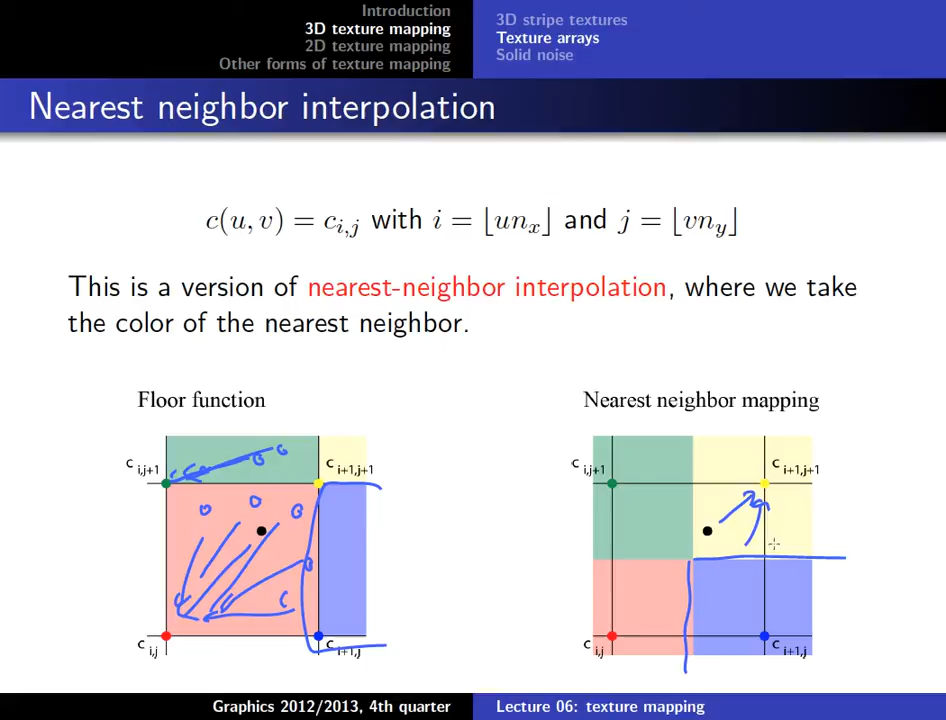 Introduction
3D texture mapping
2D texture mapping
Other forms of texture mapping
3D stripe textures
Texture arrays
Solid noise
Nearest neighbor interpolation
c(u, v) = c_{i,j} with i = ⌊un_x⌋ and j = ⌊vn_y⌋
This is a version of nearest-neighbor interpolation, where we take
the color of the nearest neighbor.
Floor function
c i,j+1
c i+1,j+1
c i,j
c i+1,j
Nearest neighbor mapping
c i,j+1
c i+1,j+1
c i,j
c i+1,j
Graphics 2012/2013, 4th quarter
Lecture 06: texture mapping